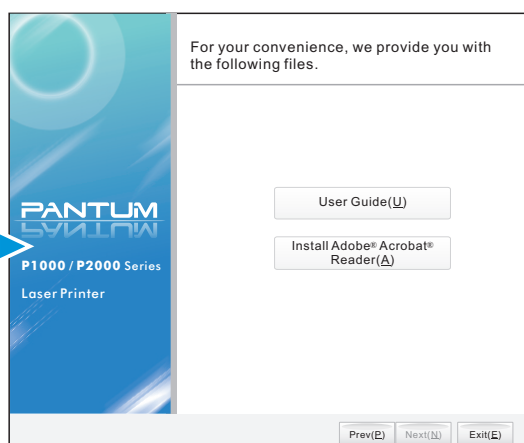 For your convenience, we provide you with
the following files.
PANTUM
P1000 / P2000 Series
Laser Printer
User Guide(U)
Install Adobe® Acrobat®
Reader(A)
Prev(P)
Next(N)
Exit(E)